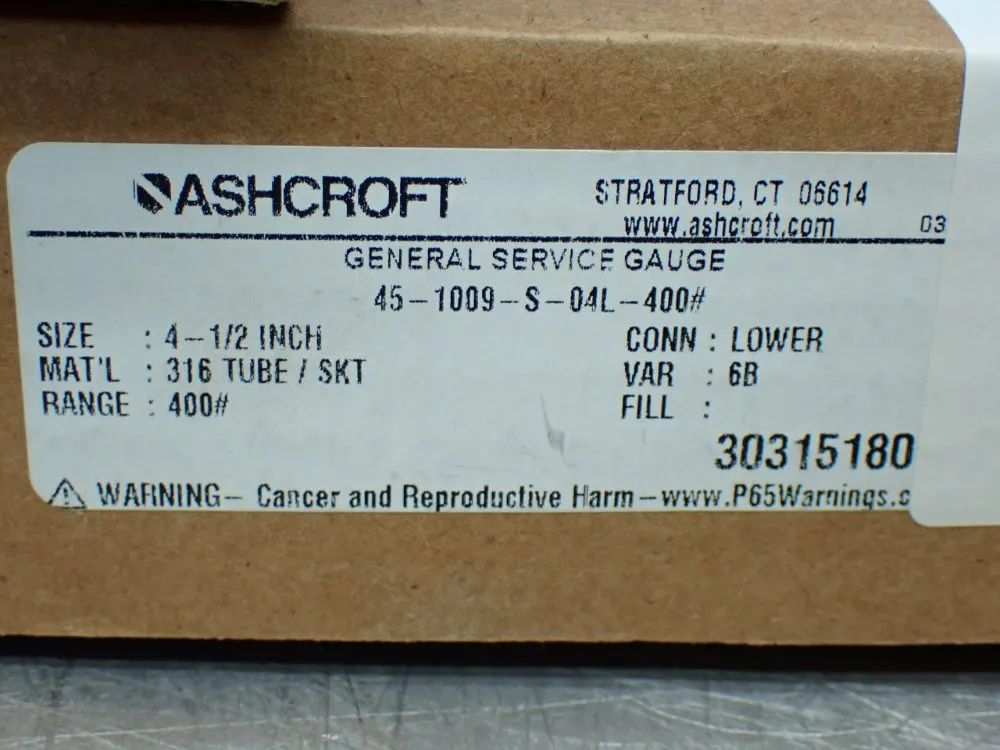 ASHCROFT
STRATFORD, CT 06614
www.ashcroft.com
03
GENERAL SERVICE GAUGE
45-1009-S-04L-400#
SIZE : 4-1/2 INCH
CONN : LOWER
MAT'L : 316 TUBE / SKT
VAR : 6B
RANGE : 400#
FILL :
30315180
WARNING- Cancer and Reproductive Harm-www.P65Warnings.c